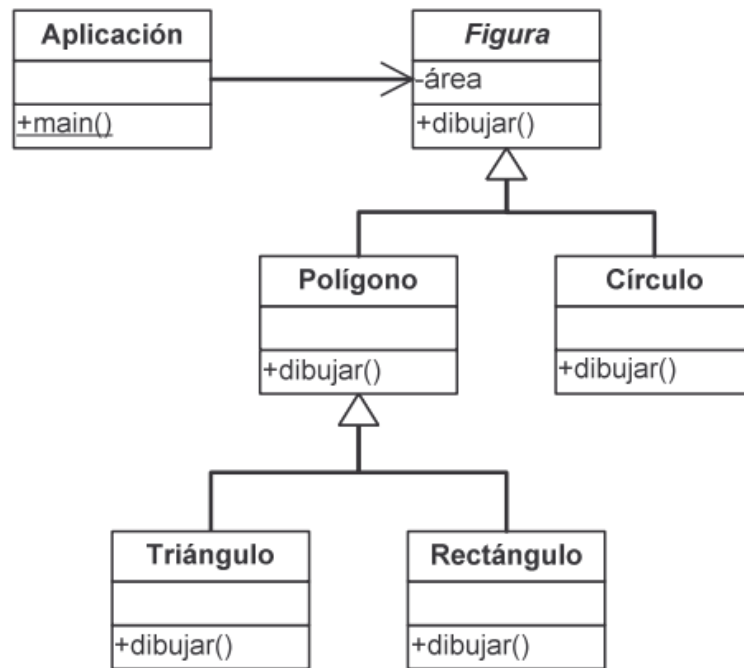 Aplicación
+main()
Figura
-área
+dibujar()
Polígono
+dibujar()
Círculo
+dibujar()
Triángulo
+dibujar()
Rectángulo
+dibujar()